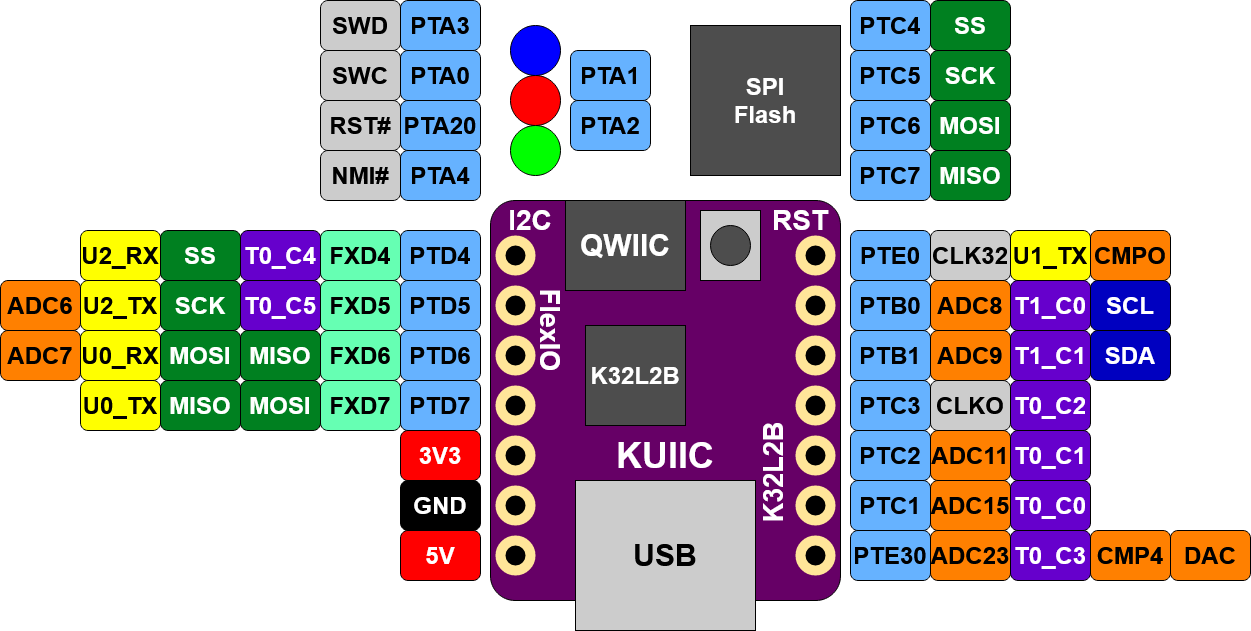 SWD PTA3
SWC PTA0
RST# PTA20
NMI# PTA4
PTA1
PTA2
SPI
Flash
PTC4 SS
PTC5 SCK
PTC6 MOSI
PTC7 MISO
U2_RX SS T0_C4 FXD4 PTD4
ADC6 U2_TX SCK T0_C5 FXD5 PTD5
ADC7 U0_RX MOSI MISO FXD6 PTD6
U0_TX MISO MOSI FXD7 PTD7
3V3
GND
5V
I2C
QWIIC
RST
FlexIO
K32L2B
KUIIC
K32L2B
USB
PTE0 CLK32 U1_TX CMPO
PTB0 ADC8 T1_C0 SCL
PTB1 ADC9 T1_C1 SDA
PTC3 CLKO T0_C2
PTC2 ADC11 T0_C1
PTC1 ADC15 T0_C0
PTE30 ADC23 T0_C3 CMP4 DAC